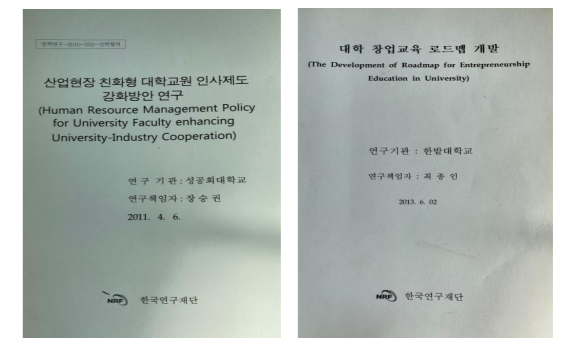 정책연구-2010-082-산학협력
산업현장 친화형 대학교원 인사제도
강화방안 연구
(Human Resource Management Policy
for University Faculty enhancing
University-Industry Cooperation)
연 구 기 관 : 성공회대학교
연구책임자 : 장 승 권
2011. 4. 6.
NRF 한국연구재단
대학 창업교육 로드맵 개발
(The Development of Roadmap for Entrepreneurship
Education in University)
연구기관 : 한밭대학교
연구책임자 : 최 종 인
2013. 6. 02
NRF 한국연구재단